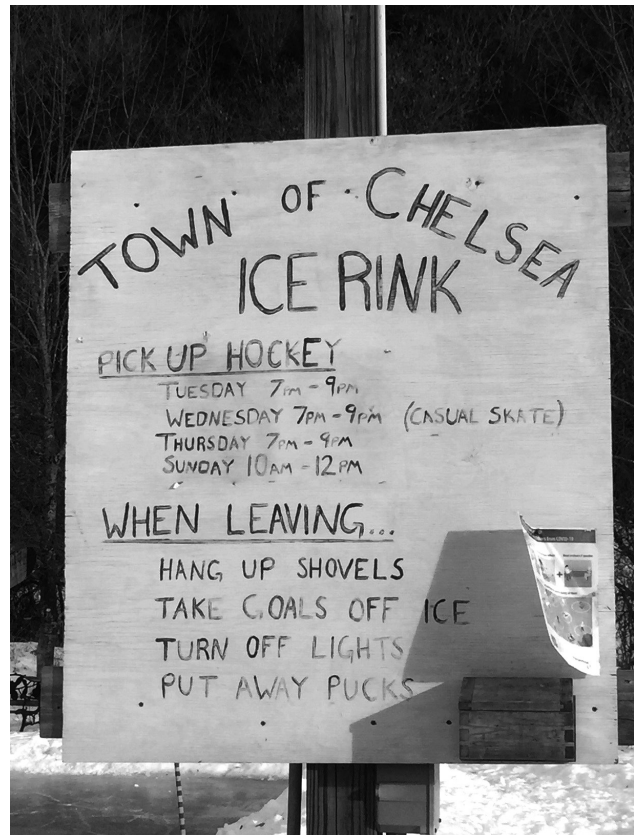 TOWN OF CHELSEA
ICE RINK
PICK UP HOCKEY
TUESDAY 7PM - 9PM
WEDNESDAY 7PM - 9PM (CASUAL SKATE)
THURSDAY 7PM - 9PM
SUNDAY 10AM - 12PM
WHEN LEAVING...
HANG UP SHOVELS
TAKE GOALS OFF ICE
TURN OFF LIGHTS
PUT AWAY PUCKS